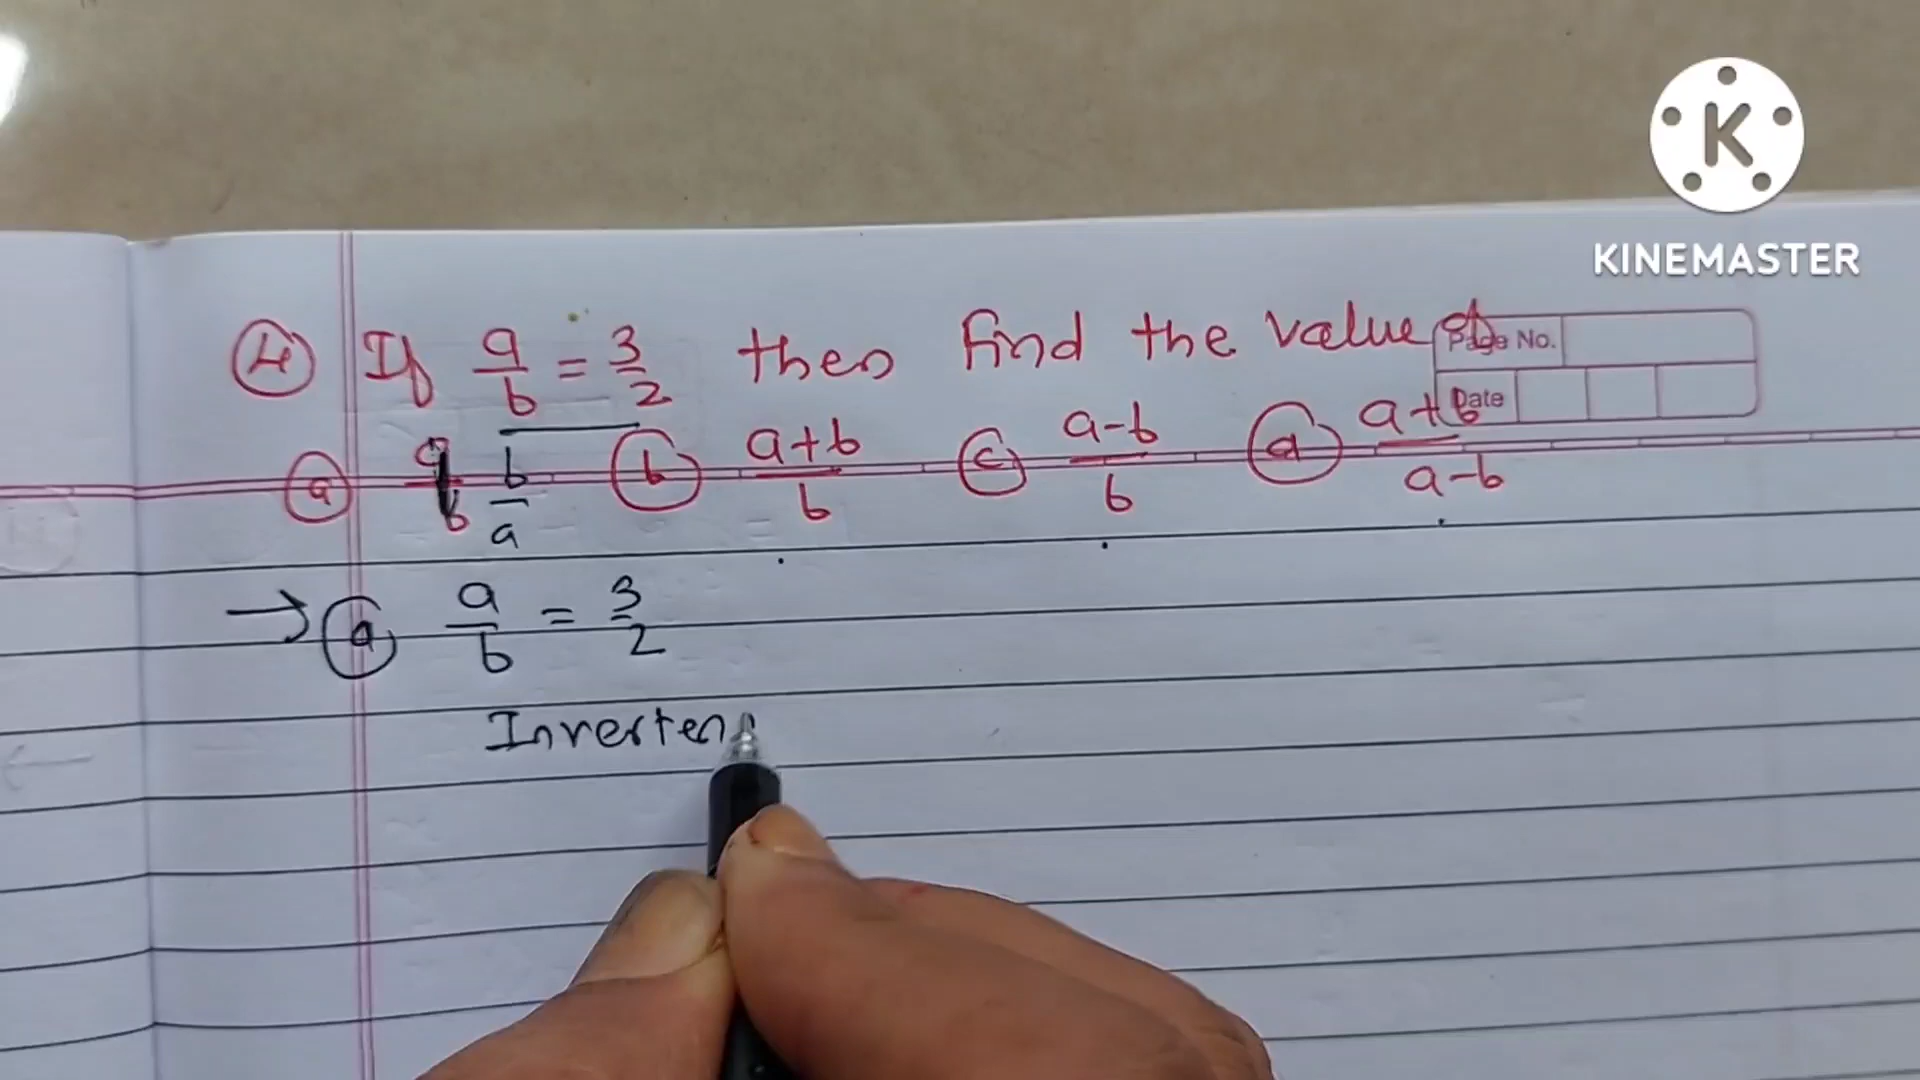 K
KINEMASTER
4 If a/b = 3/2 then find the value of
Page No.
Date
a b/a b a+b/b c a-b/b d a+b/a-b
→ a a/b = 3/2
Inverten